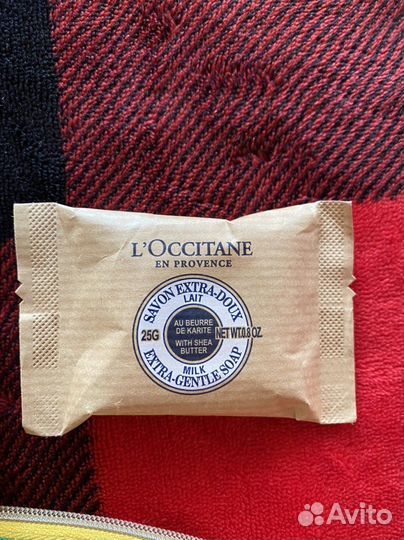 L'OCCITANE
EN PROVENCE
SAVON EXTRA-DOUX
LAIT
25G
AU BEURRE
DE KARITE
WITH SHEA
BUTTER
NET WT.0.8 OZ.
MILK
EXTRA-GENTLE SOAP
Avito